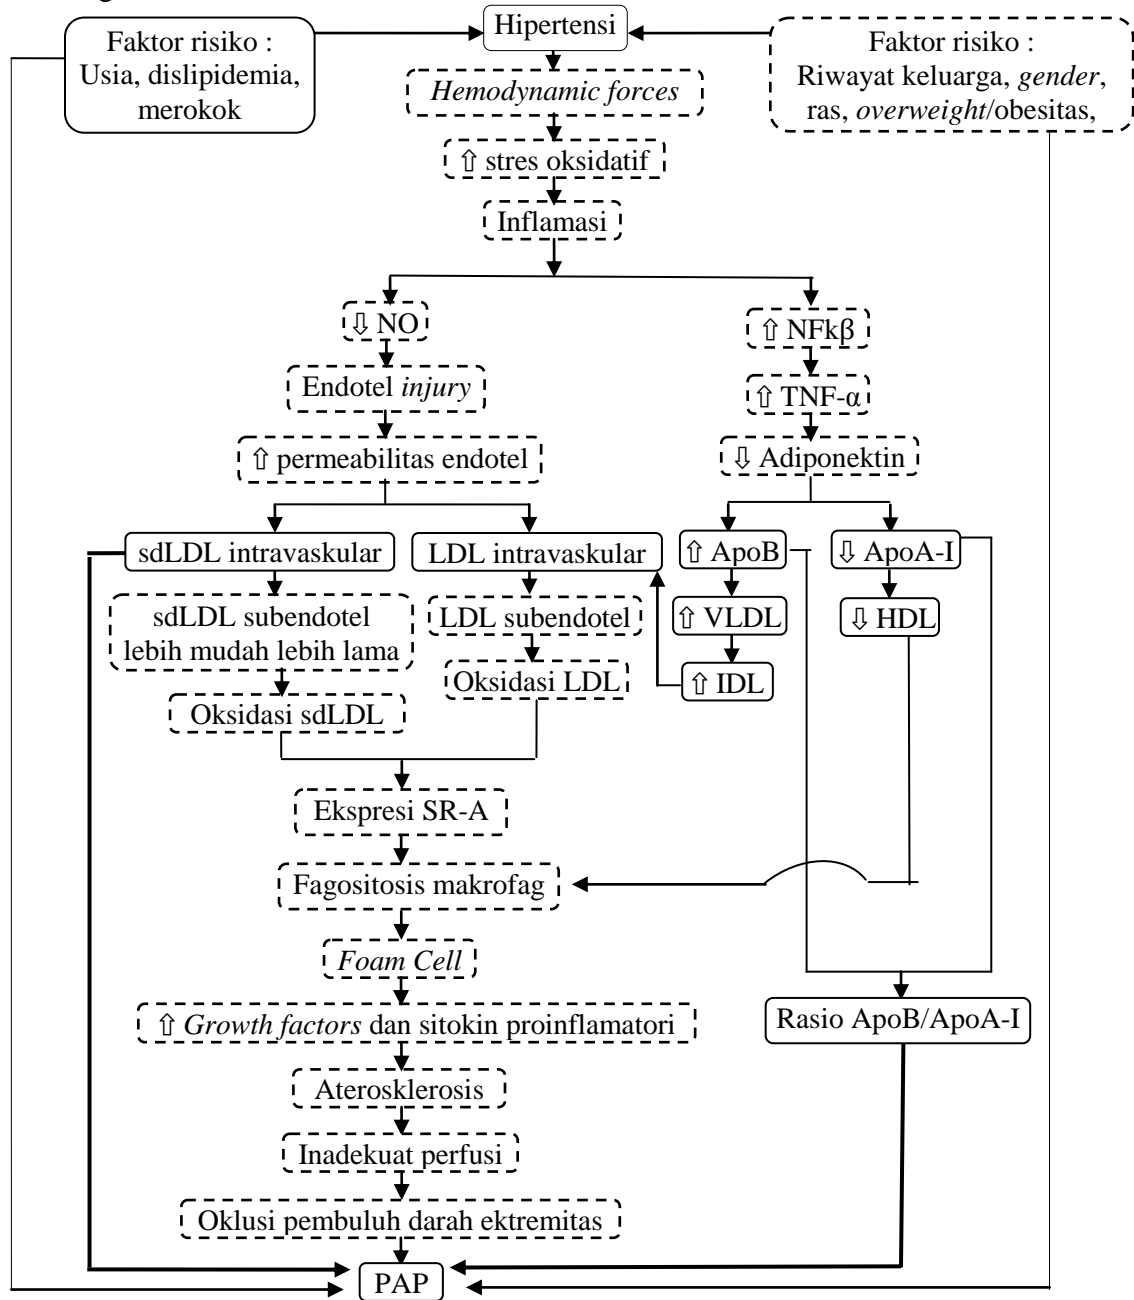 Hipertensi
Faktor risiko :
Usia, dislipidemia,
merokok
Faktor risiko :
Riwayat keluarga, gender,
ras, overweight/obesitas,
Hemodynamic forces
⇧ stres oksidatif
Inflamasi
⇩ NO
⇧ NFkβ
Endotel injury
⇧ TNF-α
⇧ permeabilitas endotel
⇩ Adiponektin
sdLDL intravaskular
LDL intravaskular
⇧ ApoB
⇩ ApoA-I
sdLDL subendotel
lebih mudah lebih lama
LDL subendotel
⇧ VLDL
⇩ HDL
Oksidasi sdLDL
Oksidasi LDL
⇧ IDL
Ekspresi SR-A
Fagositosis makrofag
Foam Cell
⇧ Growth factors dan sitokin proinflamatori
Rasio ApoB/ApoA-I
Aterosklerosis
Inadekuat perfusi
Oklusi pembuluh darah ektremitas
PAP